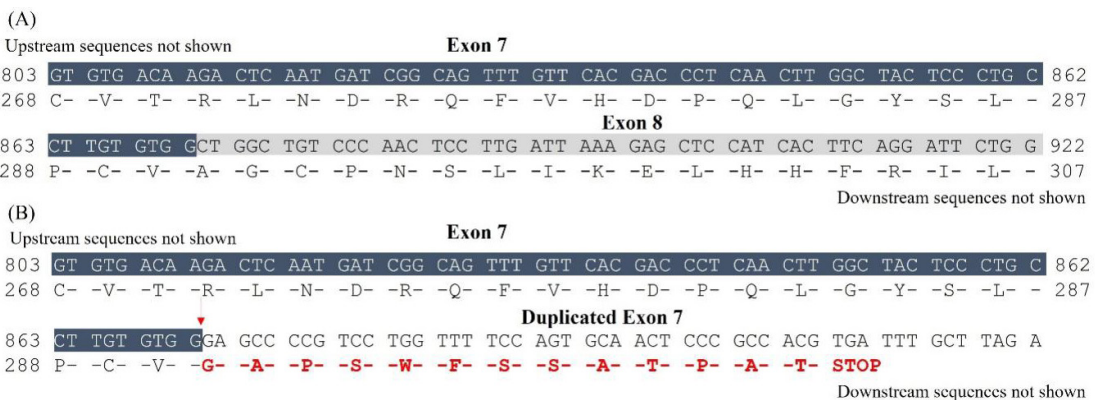 (A)
Upstream sequences not shown
Exon 7
803 GT GTG ACA AGA CTC AAT GAT CGG CAG TTT GTT CAC GAC CCT CAA CTT GGC TAC TCC CTG C 862
268 C- -V- -T- -R- -L- -N- -D- -R- -Q- -F- -V- -H- -D- -P- -Q- -L- -G- -Y- -S- -L- - 287
Exon 8
863 CT TGT GTG GCT GGC TGT CCC AAC TCC TTG ATT AAA GAG CTC CAT CAC TTC AGG ATT CTG G 922
288 P- -C- -V- -A- -G- -C- -P- -N- -S- -L- -I- -K- -E- -L- -H- -H- -F- -R- -I- -L- - 307
Downstream sequences not shown
(B)
Upstream sequences not shown
Exon 7
803 GT GTG ACA AGA CTC AAT GAT CGG CAG TTT GTT CAC GAC CCT CAA CTT GGC TAC TCC CTG C 862
268 C- -V- -T- -R- -L- -N- -D- -R- -Q- -F- -V- -H- -D- -P- -Q- -L- -G- -Y- -S- -L- - 287
Duplicated Exon 7
863 CT TGT GTG GGA GCC CCG TCC TGG TTT TCC AGT GCA ACT CCC GCC ACG TGA TTT GCT TAG A
288 P- -C- -V- -G- -A- -P- -S- -W- -F- -S- -S- -A- -T- -P- -A- -T- STOP
Downstream sequences not shown